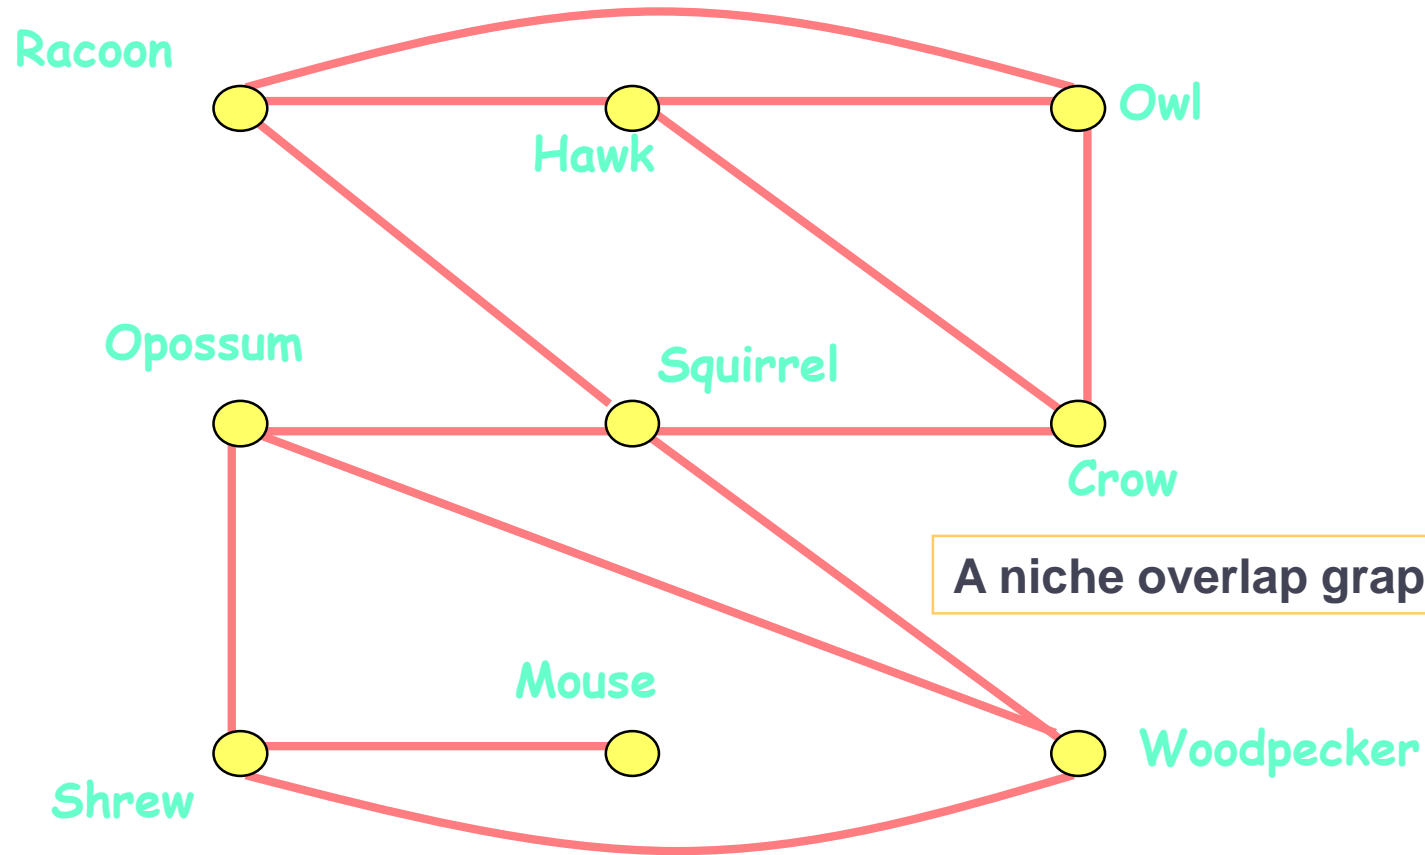 Racoon
Owl
Hawk
Opossum
Squirrel
Crow
A niche overlap grap
Mouse
Woodpecker
Shrew